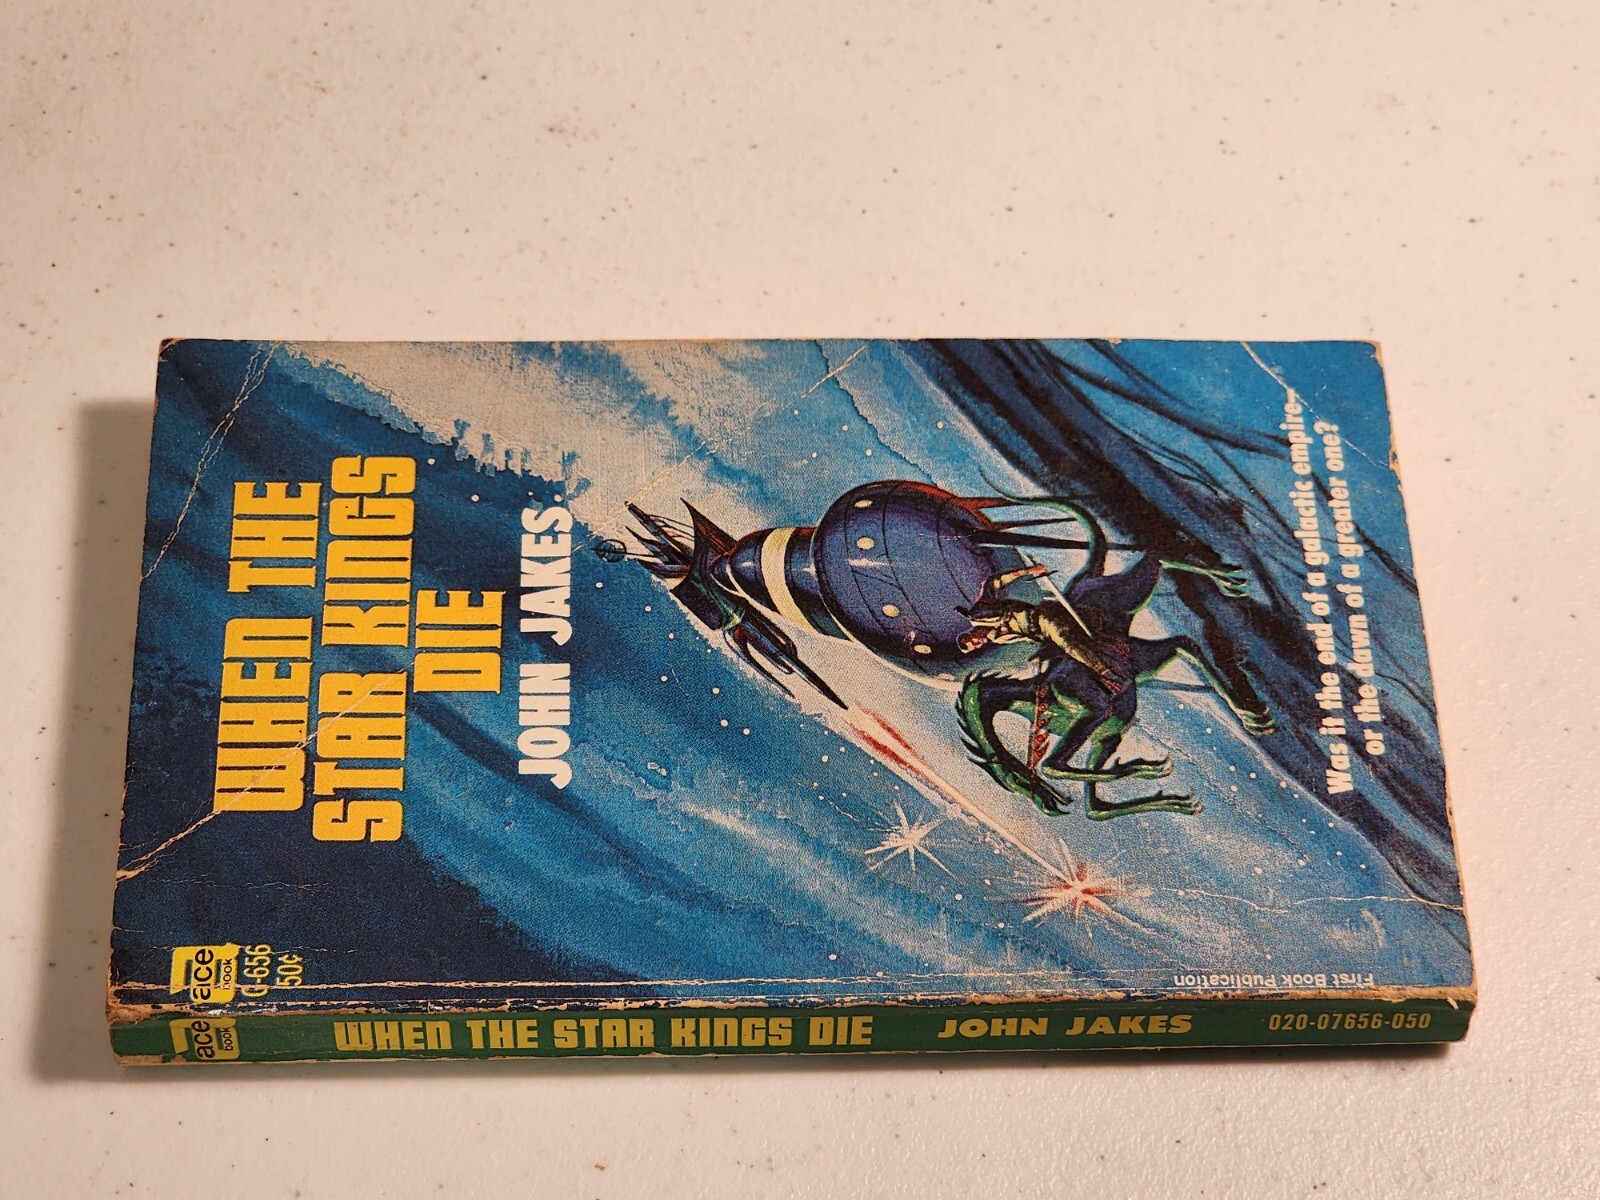 WHEN THE
STAR KINGS
DIE
JOHN JAKES
Was it the end of a galactic empire—
or the dawn of a greater one?
ace
book
G-656
50¢
First Book Publication
ace
book
WHEN THE STAR KINGS DIE JOHN JAKES 020-07656-050